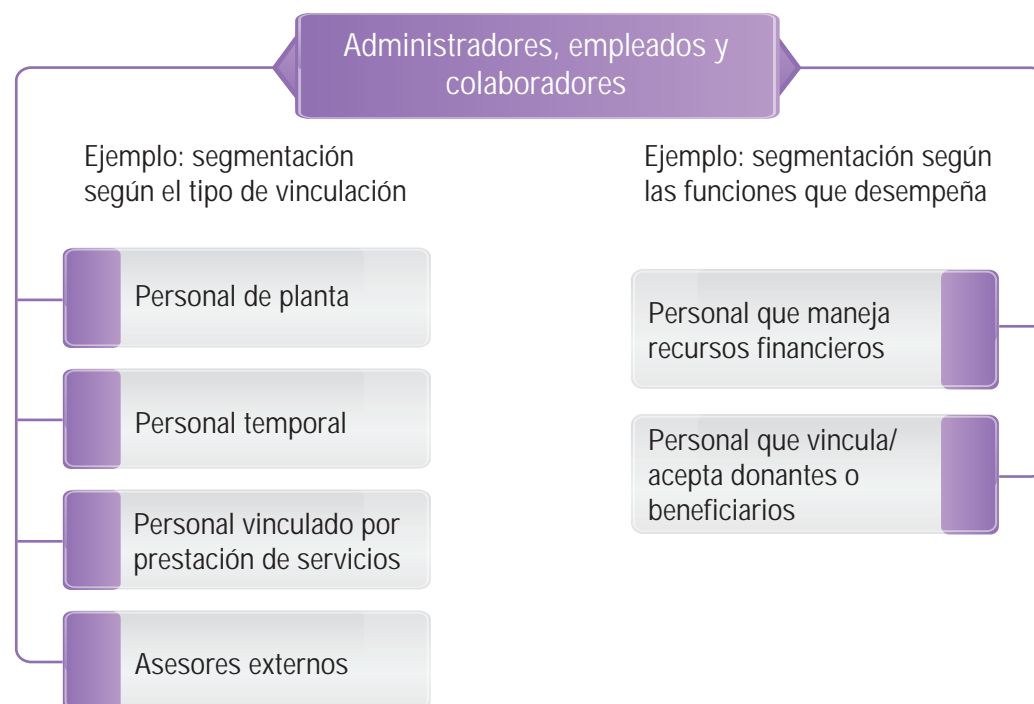 Administradores, empleados y
colaboradores
Ejemplo: segmentación
según el tipo de vinculación
Personal de planta
Personal temporal
Personal vinculado por
prestación de servicios
Asesores externos
Ejemplo: segmentación según
las funciones que desempeña
Personal que maneja
recursos financieros
Personal que vincula/
acepta donantes o
beneficiarios